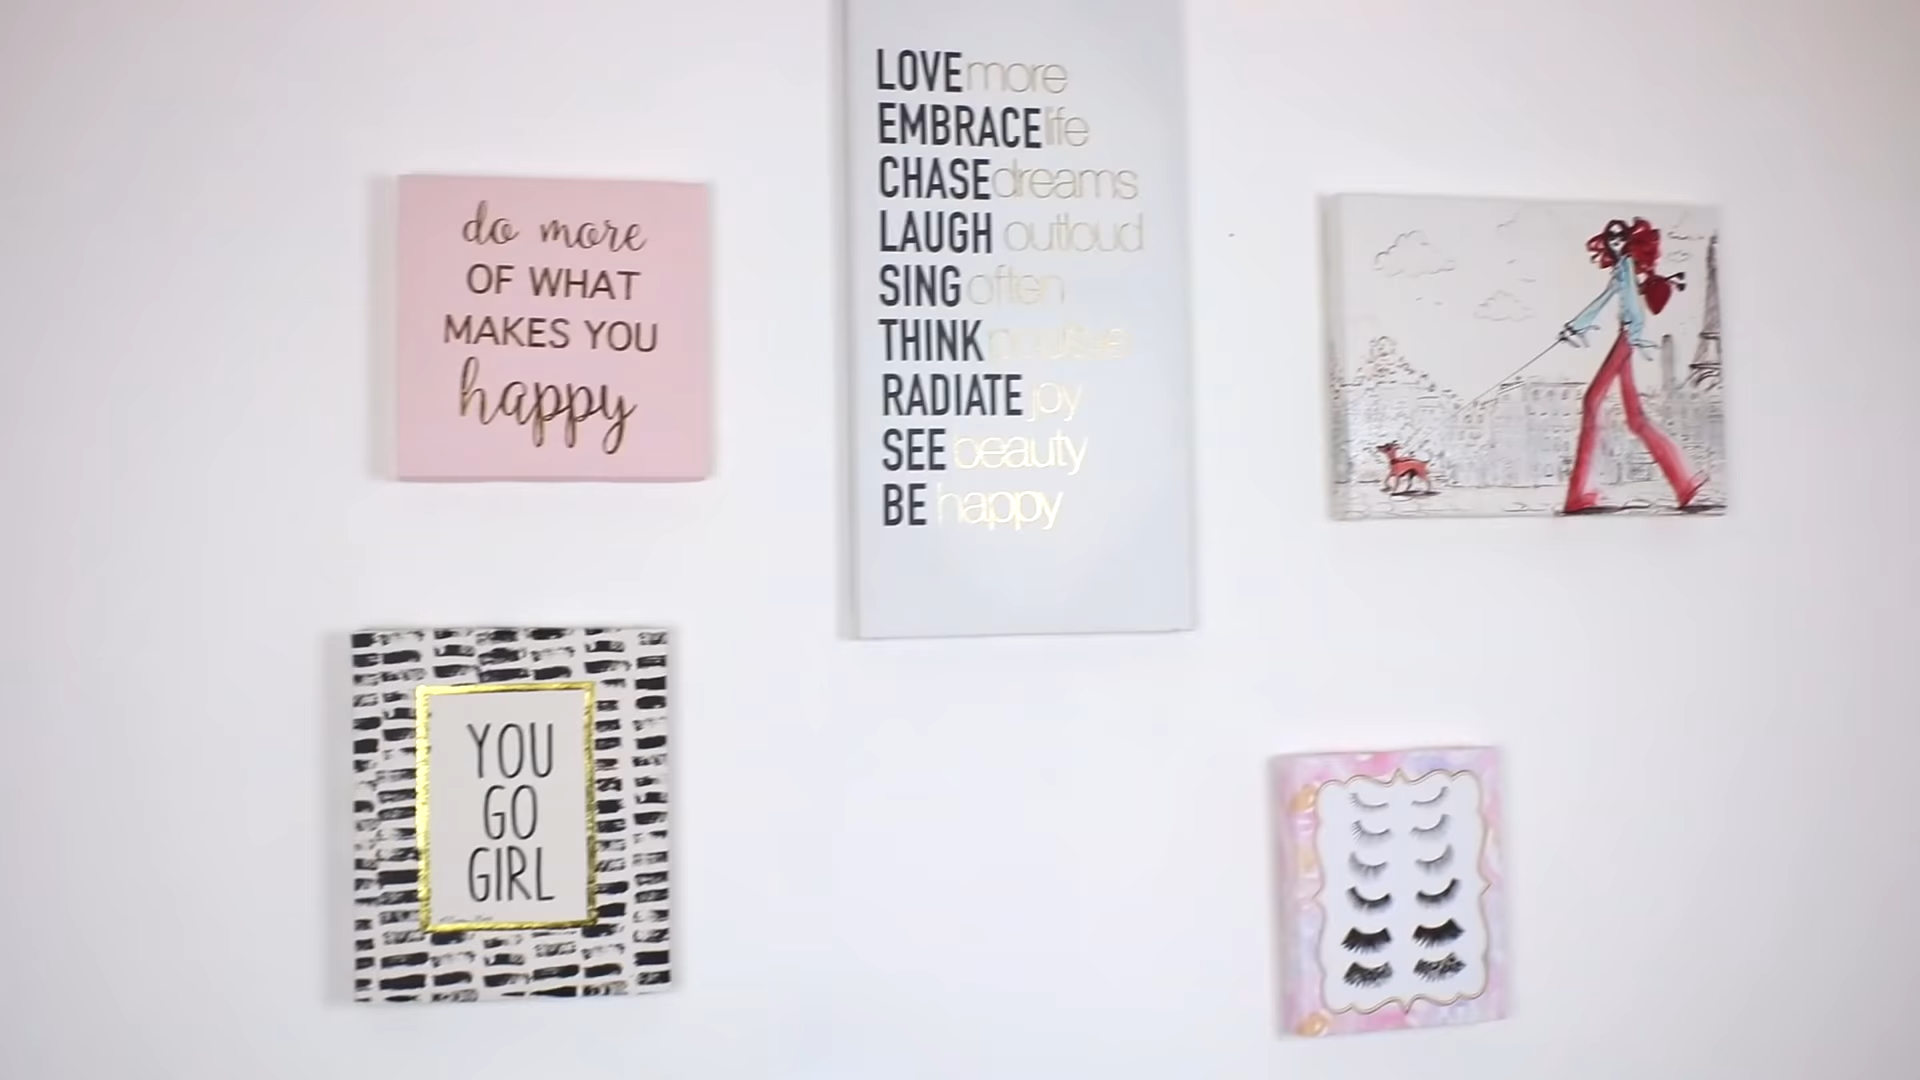 do more
OF WHAT
MAKES YOU
happy
LOVE more
EMBRACE life
CHASE dreams
LAUGH outloud
SING often
THINK positive
RADIATE joy
SEE beauty
BE happy
YOU
GO
GIRL